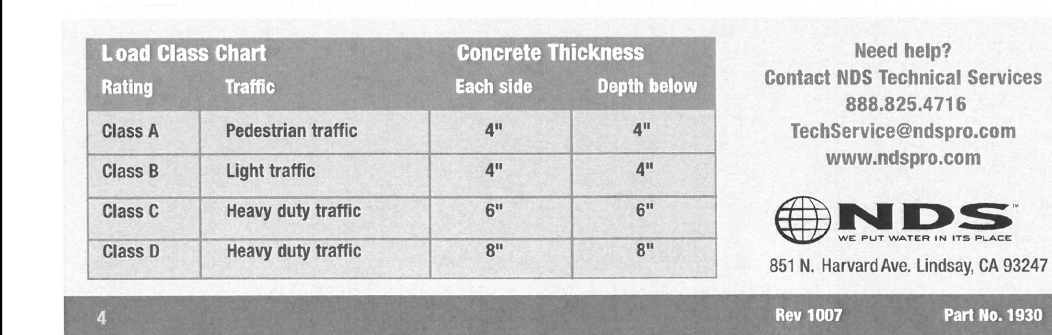 Load Class Chart Concrete Thickness
Rating Traffic Each side Depth below
Class A Pedestrian traffic 4" 4"
Class B Light traffic 4" 4"
Class C Heavy duty traffic 6" 6"
Class D Heavy duty traffic 8" 8"
Need help?
Contact NDS Technical Services
888.825.4716
TechService@ndspro.com
www.ndspro.com
NDS™
WE PUT WATER IN ITS PLACE
851 N. Harvard Ave. Lindsay, CA 93247
4 Rev 1007 Part No. 1930